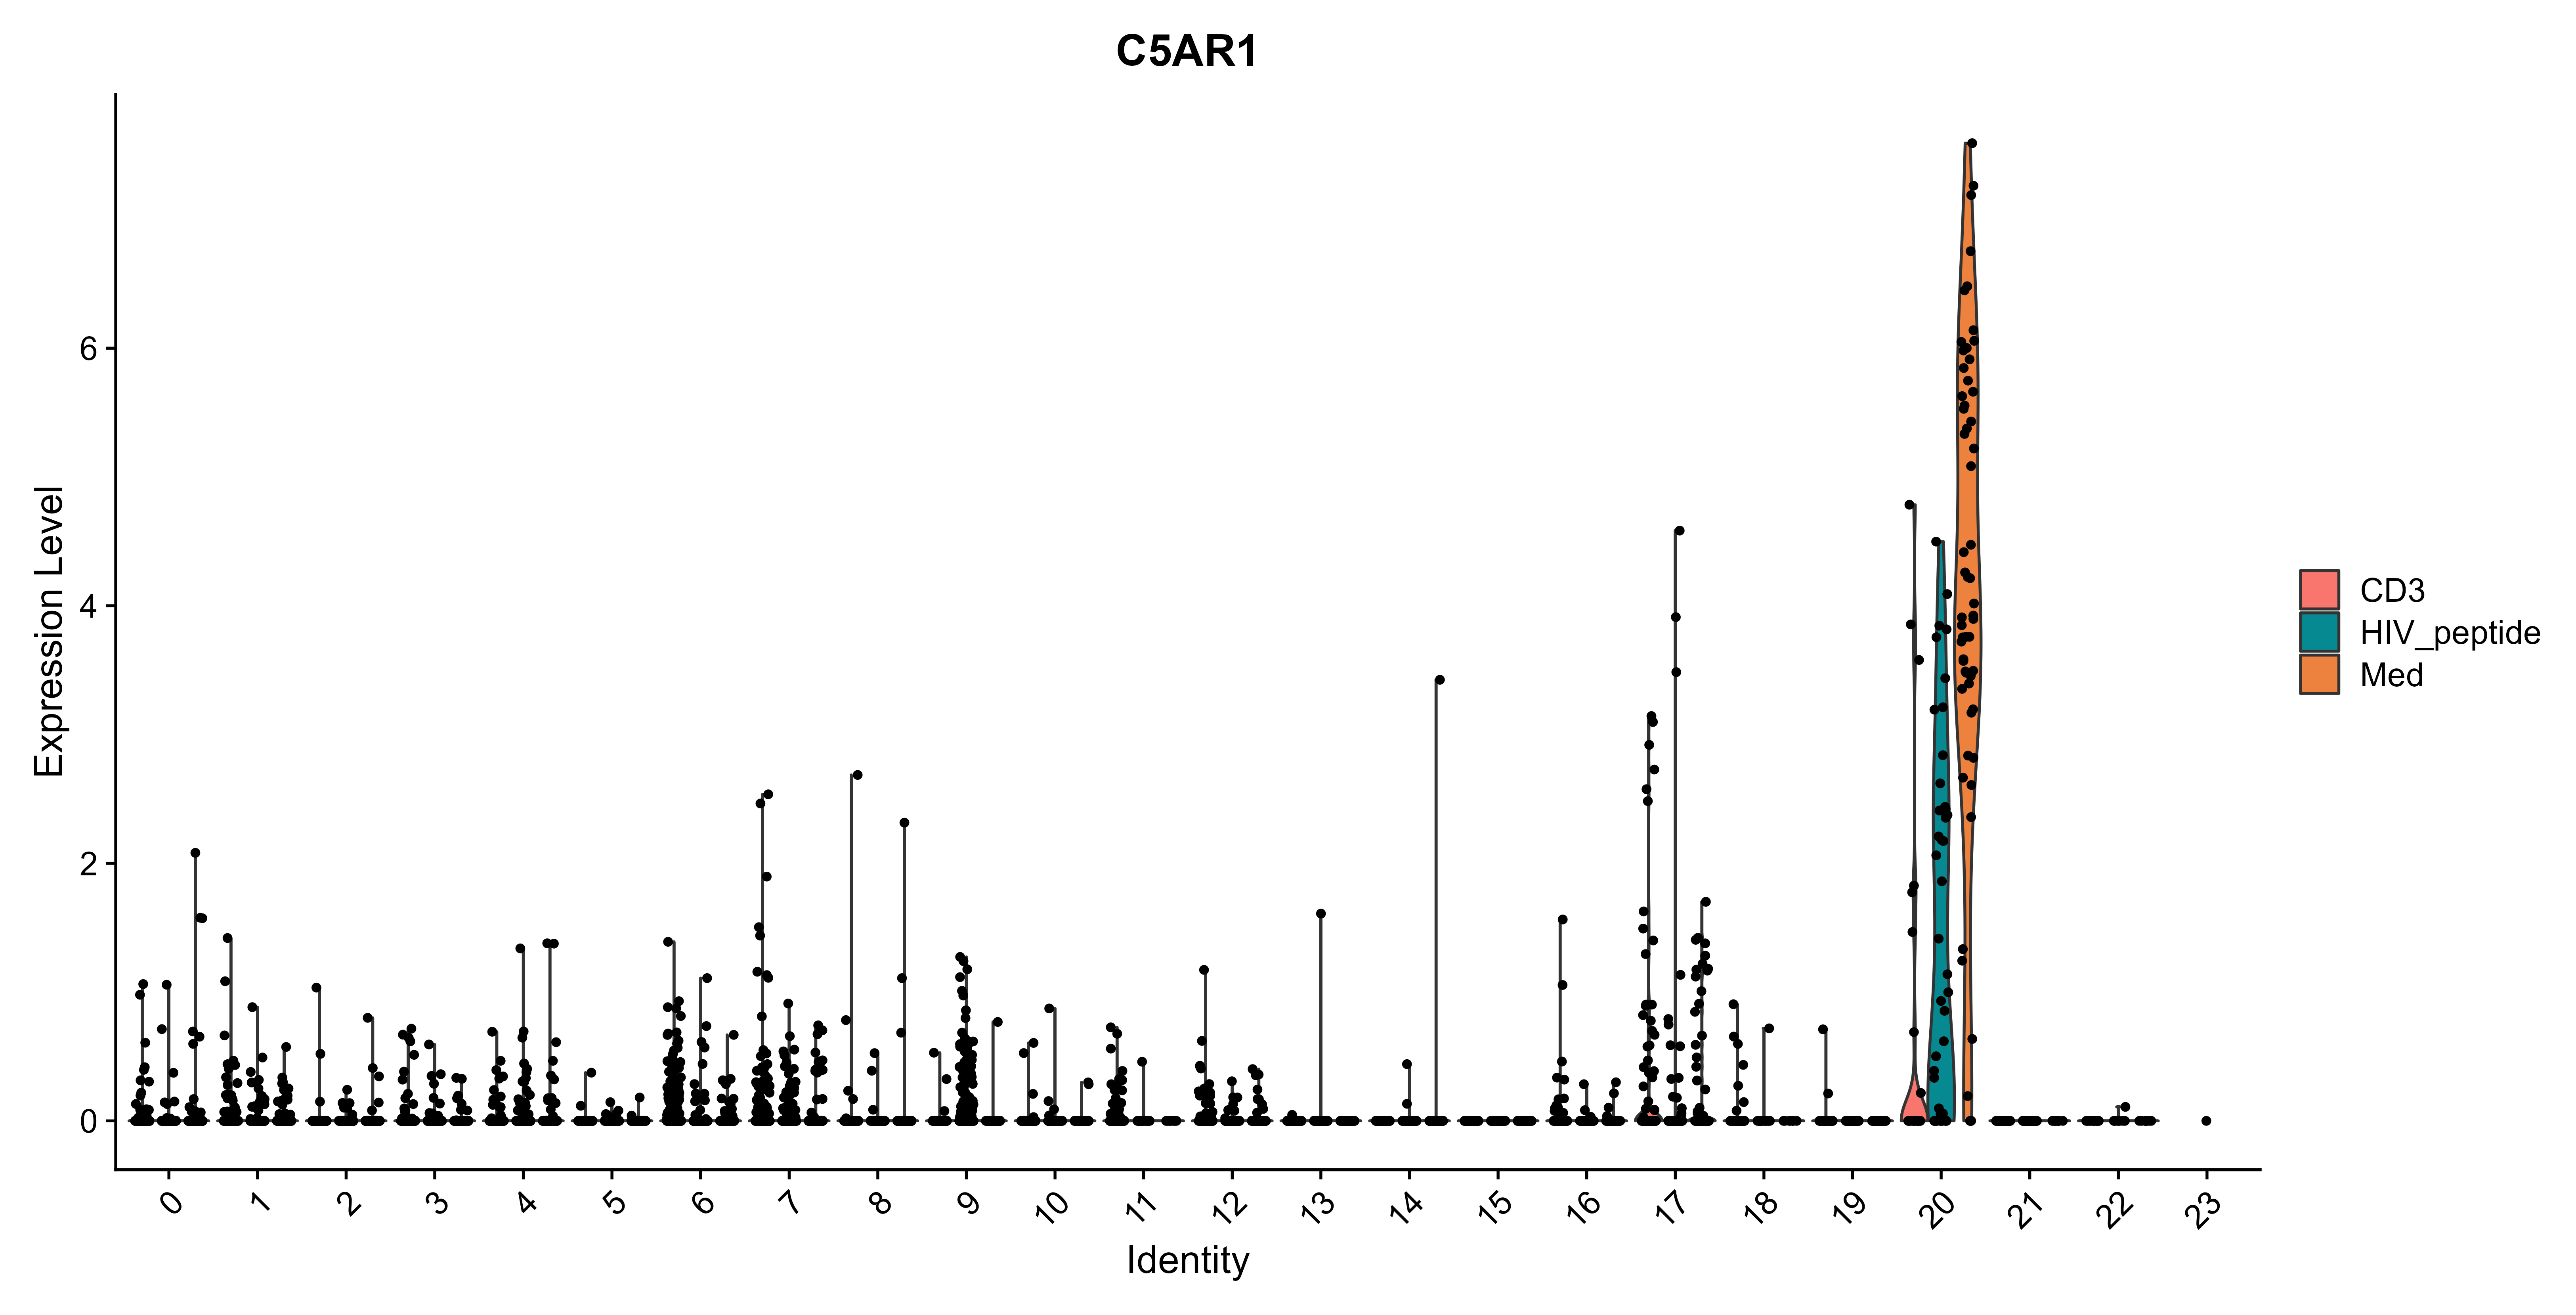 C5AR1
Expression Level
6
4
2
0
0 1 2 3 4 5 6 7 8 9 10 11 12 13 14 15 16 17 18 19 20 21 22 23
Identity
CD3
HIV_peptide
Med